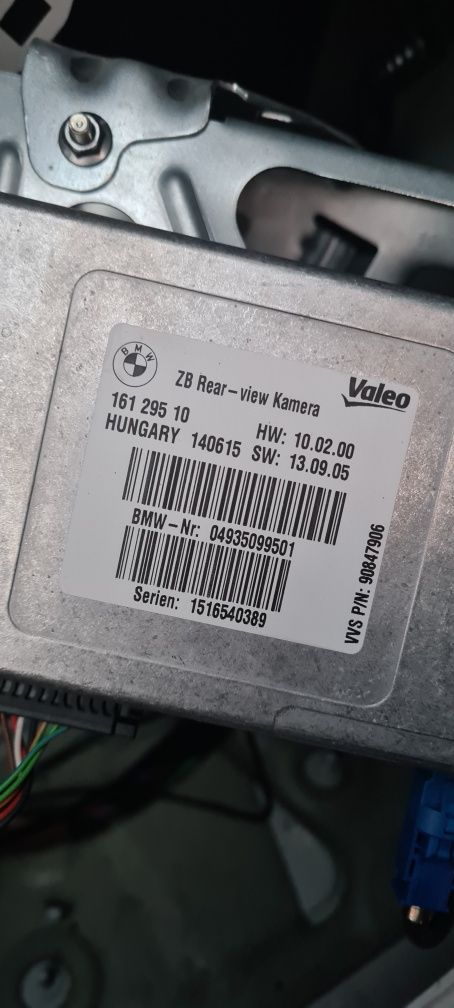 BMW
ZB Rear-view Kamera
Valeo
161 295 10 HW: 10.02.00
HUNGARY 140615 SW: 13.09.05
BMW-Nr: 04935099501
Serien: 1516540389
VVS P/N: 90847906